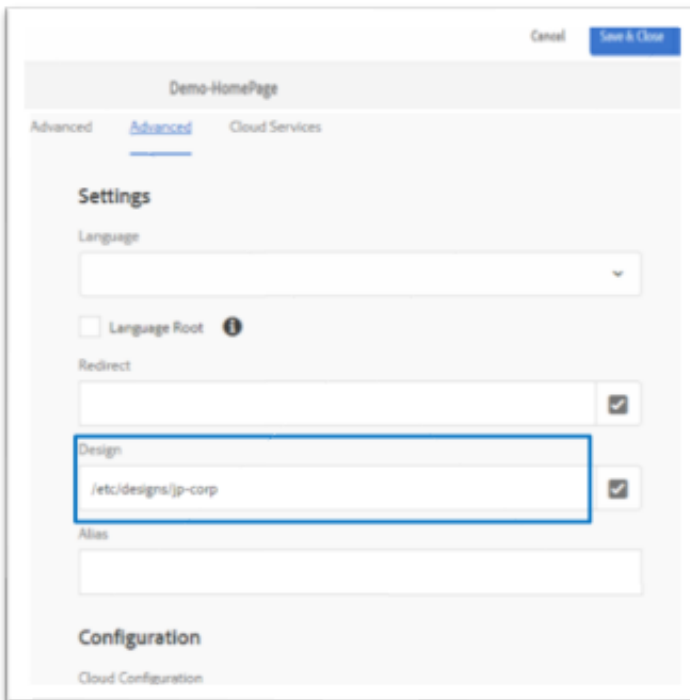 Cancel Save & Close
Demo-HomePage
Advanced Advanced Cloud Services
Settings
Language
Language Root
Redirect
Design
/etc/designs/jp-corp
Alias
Configuration
Cloud Configuration